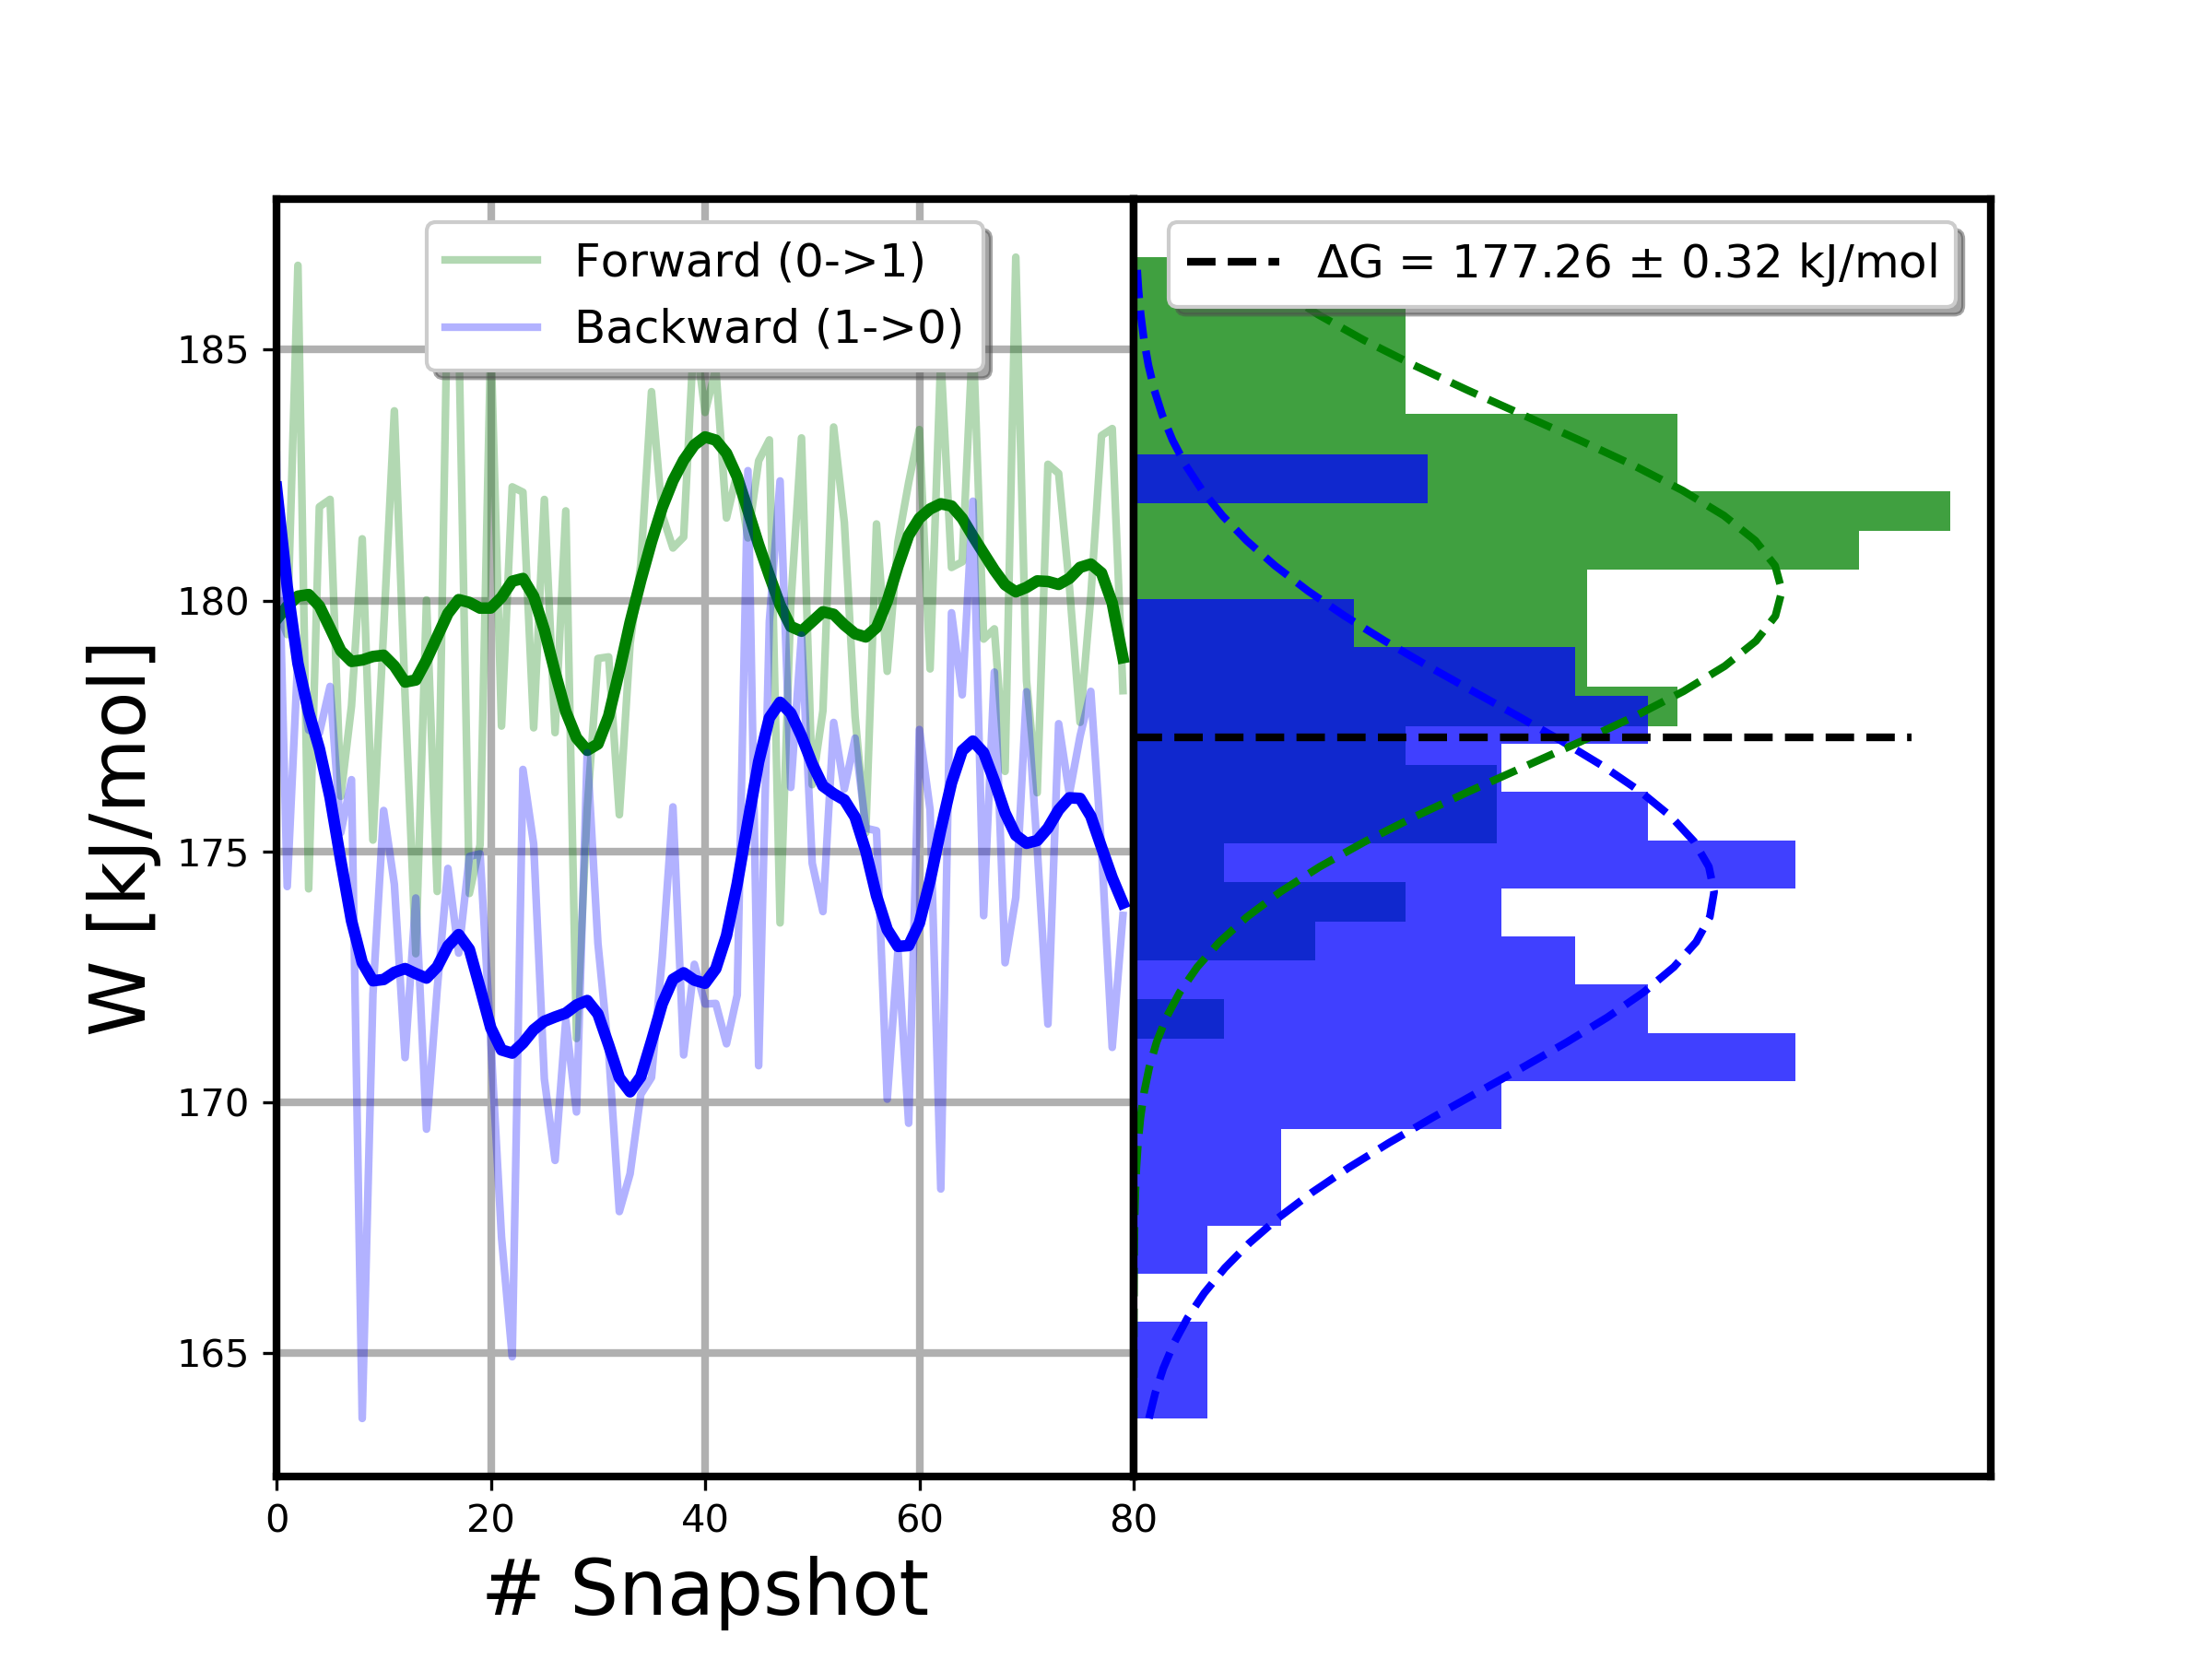 Forward (0->1)
Backward (1->0)
ΔG = 177.26 ± 0.32 kJ/mol
W [kJ/mol]
185
180
175
170
165
0 20 40 60 80
# Snapshot